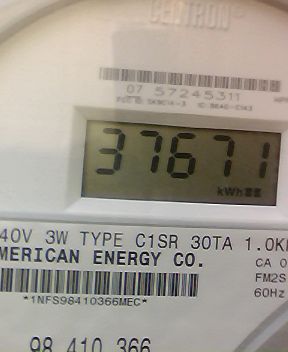 CENTRON®
07 57245311
37671
kWh
40V 3W TYPE C1SR 30TA 1.0K
MERICAN ENERGY CO.
CA 0
FM2S
60Hz
*1NFS98410366MEC*
98 410 366